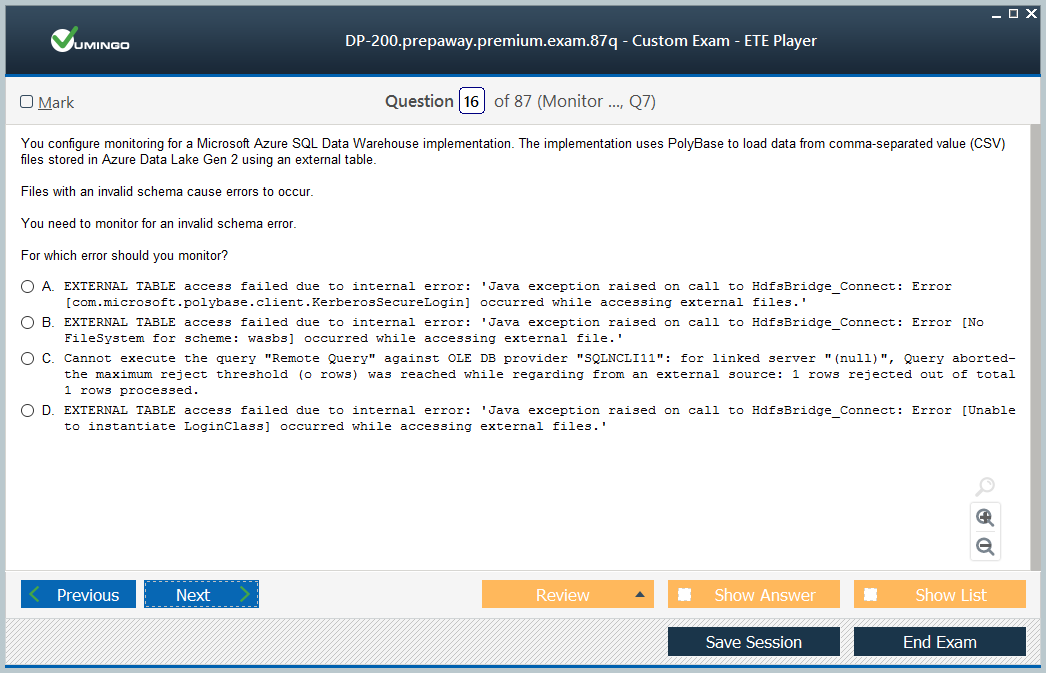 VUMINGO
DP-200.prepaway.premium.exam.87q - Custom Exam - ETE Player
Mark
Question 16 of 87 (Monitor ..., Q7)
You configure monitoring for a Microsoft Azure SQL Data Warehouse implementation. The implementation uses PolyBase to load data from comma-separated value (CSV)
files stored in Azure Data Lake Gen 2 using an external table.
Files with an invalid schema cause errors to occur.
You need to monitor for an invalid schema error.
For which error should you monitor?
A. EXTERNAL TABLE access failed due to internal error: 'Java exception raised on call to HdfsBridge_Connect: Error
[com.microsoft.polybase.client.KerberosSecureLogin] occurred while accessing external files.'
B. EXTERNAL TABLE access failed due to internal error: 'Java exception raised on call to HdfsBridge_Connect: Error [No
FileSystem for scheme: wasbs] occurred while accessing external file.'
C. Cannot execute the query "Remote Query" against OLE DB provider "SQLNCLI11": for linked server "(null)", Query aborted-
the maximum reject threshold (o rows) was reached while regarding from an external source: 1 rows rejected out of total
1 rows processed.
D. EXTERNAL TABLE access failed due to internal error: 'Java exception raised on call to HdfsBridge_Connect: Error [Unable
to instantiate LoginClass] occurred while accessing external files.'
Previous
Next
Review
Show Answer
Show List
Save Session
End Exam